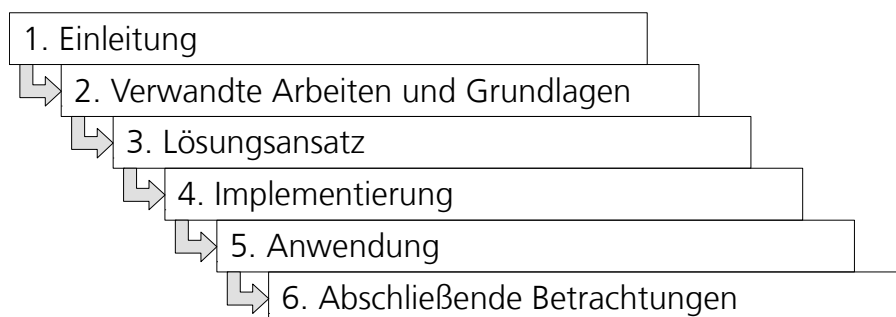 1. Einleitung
2. Verwandte Arbeiten und Grundlagen
3. Lösungsansatz
4. Implementierung
5. Anwendung
6. Abschließende Betrachtungen